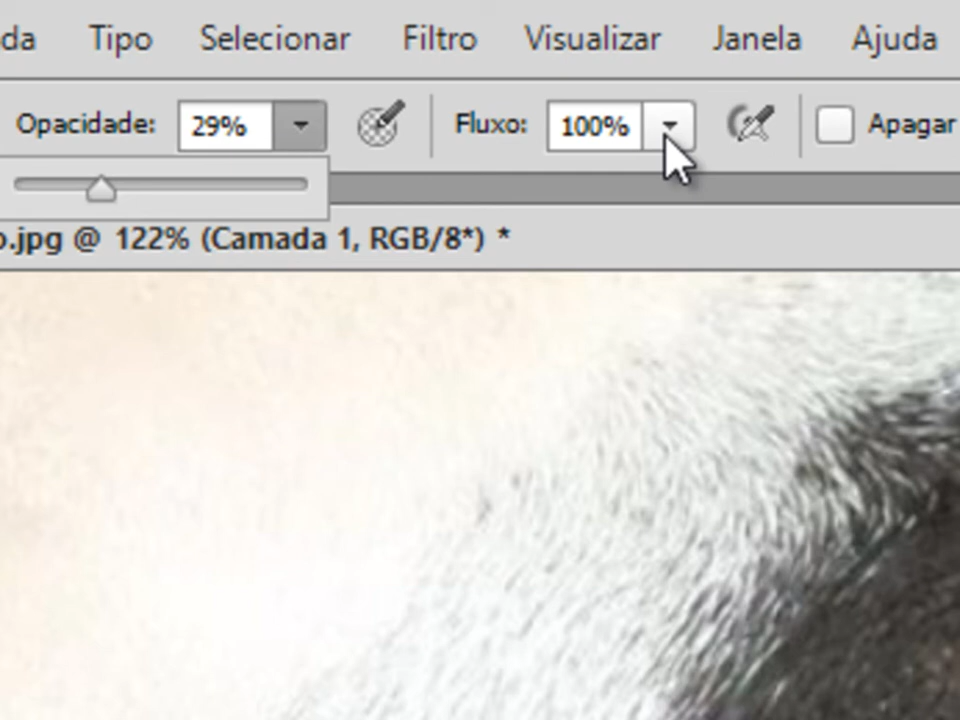 da Tipo Selecionar Filtro Visualizar Janela Ajuda
Opacidade: 29% Fluxo: 100% Apagar
o.jpg @ 122% (Camada 1, RGB/8*) *